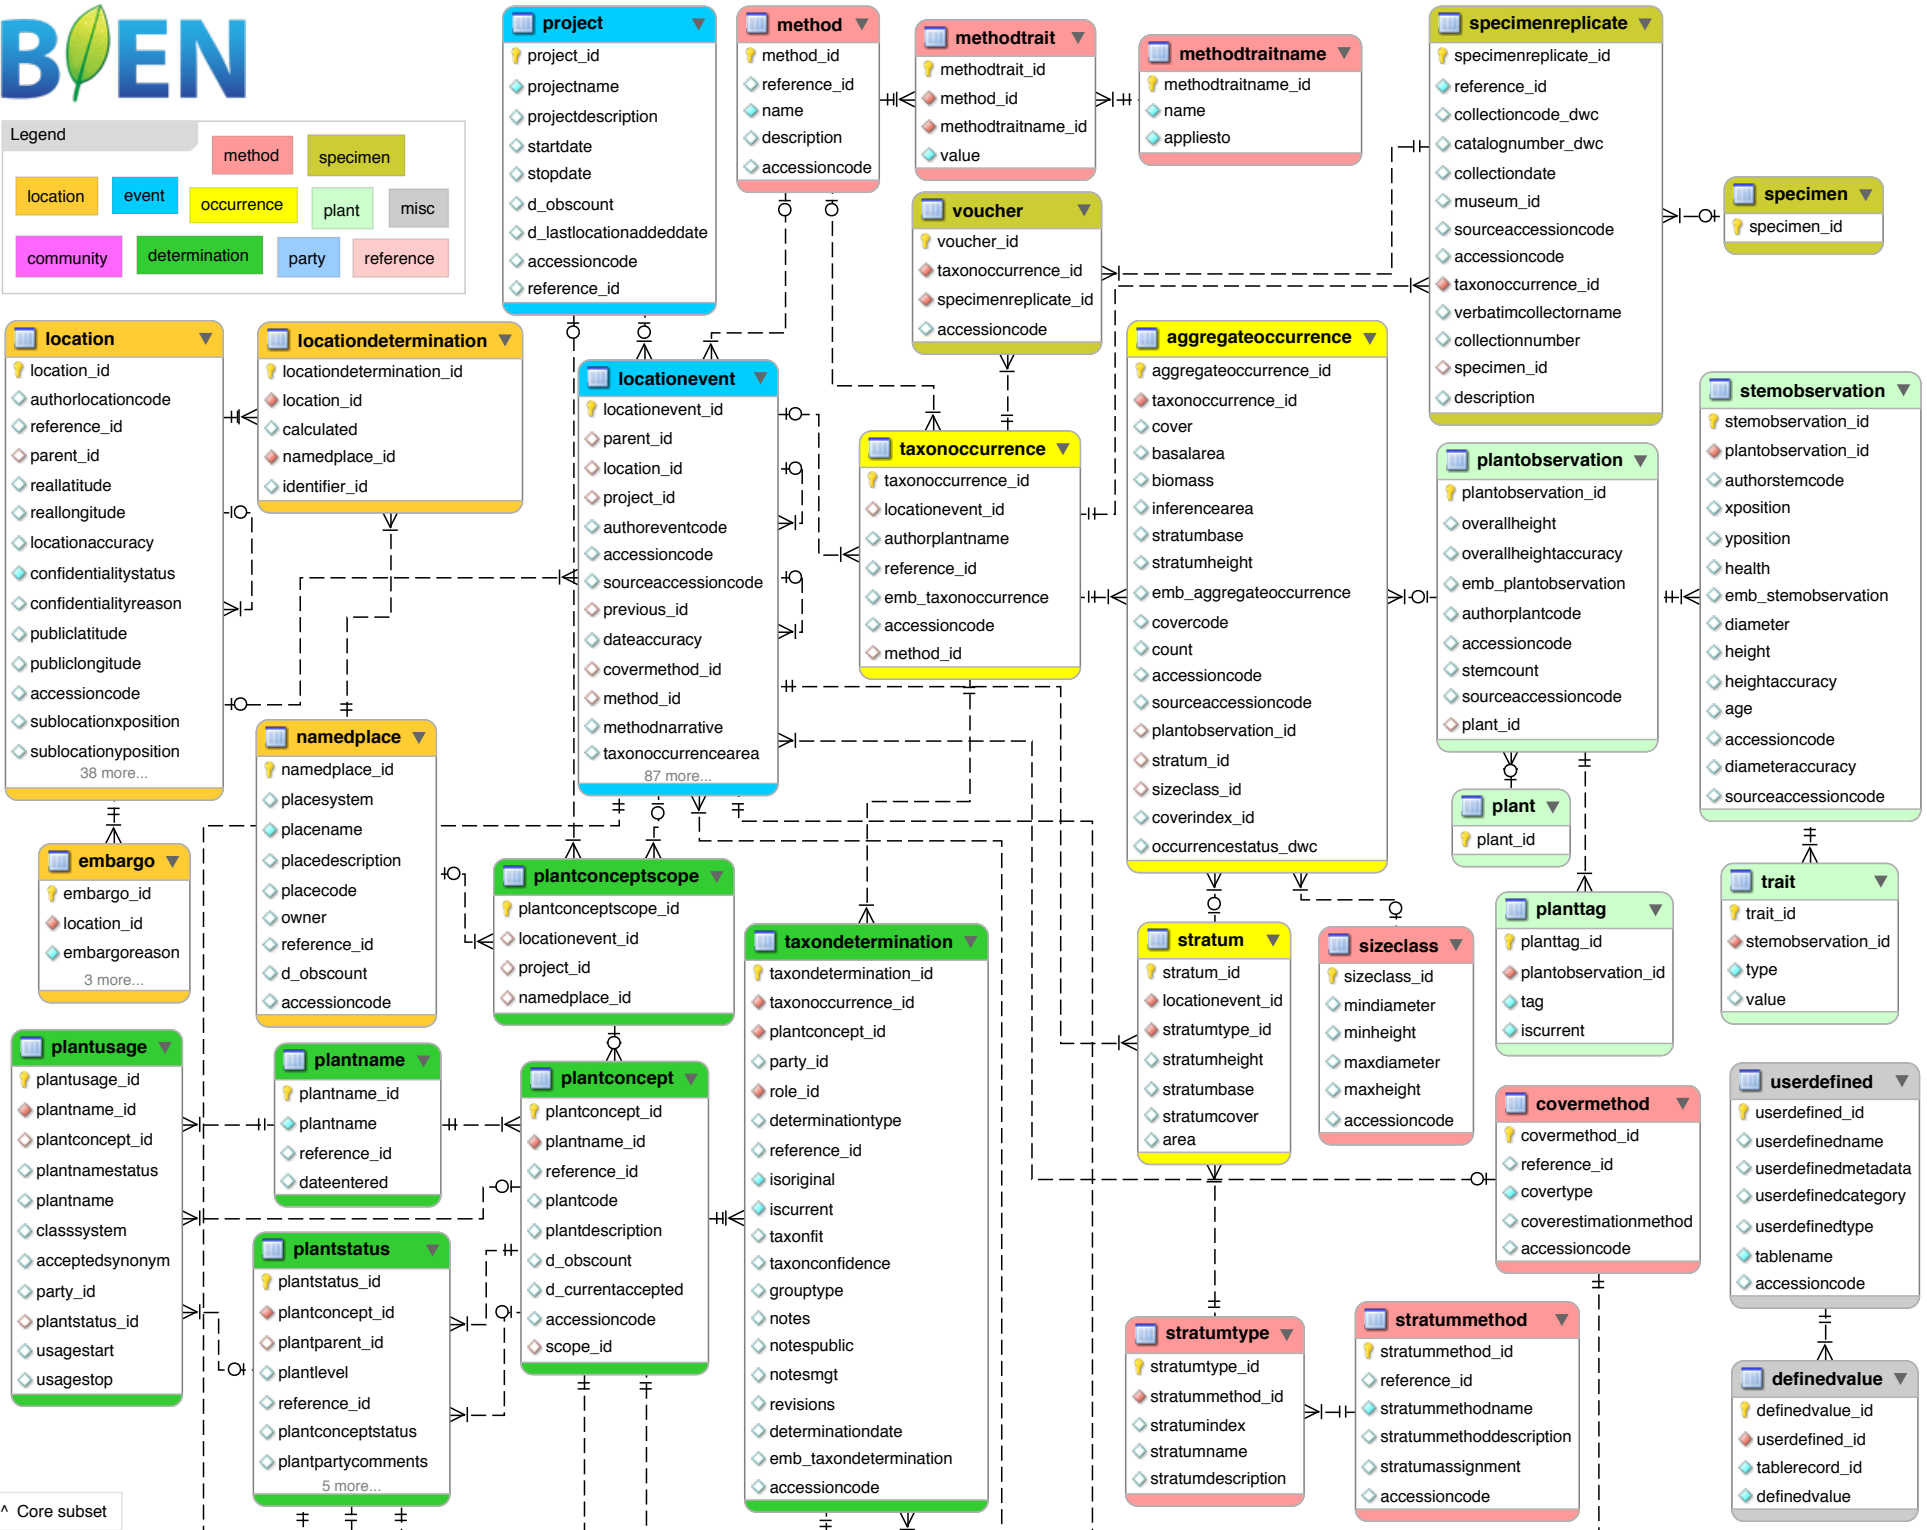 BIEN
Legend
method
specimen
location
event
occurrence
plant
misc
community
determination
party
reference
project
project_id
projectname
projectdescription
startdate
stopdate
d_obscount
d_lastlocationaddeddate
accessioncode
reference_id
method
method_id
reference_id
name
description
accessioncode
methodtrait
methodtrait_id
method_id
methodtraitname_id
value
methodtraitname
methodtraitname_id
name
appliesto
specimenreplicate
specimenreplicate_id
reference_id
collectioncode_dwc
catalognumber_dwc
collectiondate
museum_id
sourceaccessioncode
accessioncode
taxonoccurrence_id
verbatimcollectorname
collectionnumber
specimen_id
description
specimen
specimen_id
voucher
voucher_id
taxonoccurrence_id
specimenreplicate_id
accessioncode
location
location_id
authorlocationcode
reference_id
parent_id
reallatitude
reallongitude
locationaccuracy
confidentialitystatus
confidentialityreason
publiclatitude
publiclongitude
accessioncode
sublocationxposition
sublocationyposition
38 more...
locationdetermination
locationdetermination_id
location_id
calculated
namedplace_id
identifier_id
locationevent
locationevent_id
parent_id
location_id
project_id
authoreventcode
accessioncode
sourceaccessioncode
previous_id
dateaccuracy
covermethod_id
method_id
methodnarrative
taxonoccurrencearea
87 more...
taxonoccurrence
taxonoccurrence_id
locationevent_id
authorplantname
reference_id
emb_taxonoccurrence
accessioncode
method_id
aggregateoccurrence
aggregateoccurrence_id
taxonoccurrence_id
cover
basalarea
biomass
inferencearea
stratumbase
stratumheight
emb_aggregateoccurrence
covercode
count
accessioncode
sourceaccessioncode
plantobservation_id
stratum_id
sizeclass_id
coverindex_id
occurrencestatus_dwc
plantobservation
plantobservation_id
overallheight
overallheightaccuracy
emb_plantobservation
authorplantcode
accessioncode
stemcount
sourceaccessioncode
plant_id
stemobservation
stemobservation_id
plantobservation_id
authorstemcode
xposition
yposition
health
emb_stemobservation
diameter
height
heightaccuracy
age
accessioncode
diameteraccuracy
sourceaccessioncode
namedplace
namedplace_id
placesystem
placename
placedescription
placecode
owner
reference_id
d_obscount
accessioncode
embargo
embargo_id
location_id
embargoreason
3 more...
plantconceptscope
plantconceptscope_id
locationevent_id
project_id
namedplace_id
taxondetermination
taxondetermination_id
taxonoccurrence_id
plantconcept_id
party_id
role_id
determinationtype
reference_id
isoriginal
iscurrent
taxonfit
taxonconfidence
grouptype
notes
notespublic
notesmgt
revisions
determinationdate
emb_taxondetermination
accessioncode
stratum
stratum_id
locationevent_id
stratumtype_id
stratumheight
stratumbase
stratumcover
area
sizeclass
sizeclass_id
mindiameter
minheight
maxdiameter
maxheight
accessioncode
plant
plant_id
planttag
planttag_id
plantobservation_id
tag
iscurrent
trait
trait_id
stemobservation_id
type
value
plantusage
plantusage_id
plantname_id
plantconcept_id
plantnamestatus
plantname
classsystem
acceptedsynonym
party_id
plantstatus_id
usagestart
usagestop
plantname
plantname_id
plantname
reference_id
dateentered
plantconcept
plantconcept_id
plantname_id
reference_id
plantcode
plantdescription
d_obscount
d_currentaccepted
accessioncode
scope_id
plantstatus
plantstatus_id
plantconcept_id
plantparent_id
plantlevel
reference_id
plantconceptstatus
plantpartycomments
5 more...
covermethod
covermethod_id
reference_id
covertype
coverestimationmethod
accessioncode
userdefined
userdefined_id
userdefinedname
userdefinedmetadata
userdefinedcategory
userdefinedtype
tablename
accessioncode
stratumtype
stratumtype_id
stratummethod_id
stratumindex
stratumname
stratumdescription
stratummethod
stratummethod_id
reference_id
stratummethodname
stratummethoddescription
stratumassignment
accessioncode
definedvalue
definedvalue_id
userdefined_id
tablerecord_id
definedvalue
^ Core subset